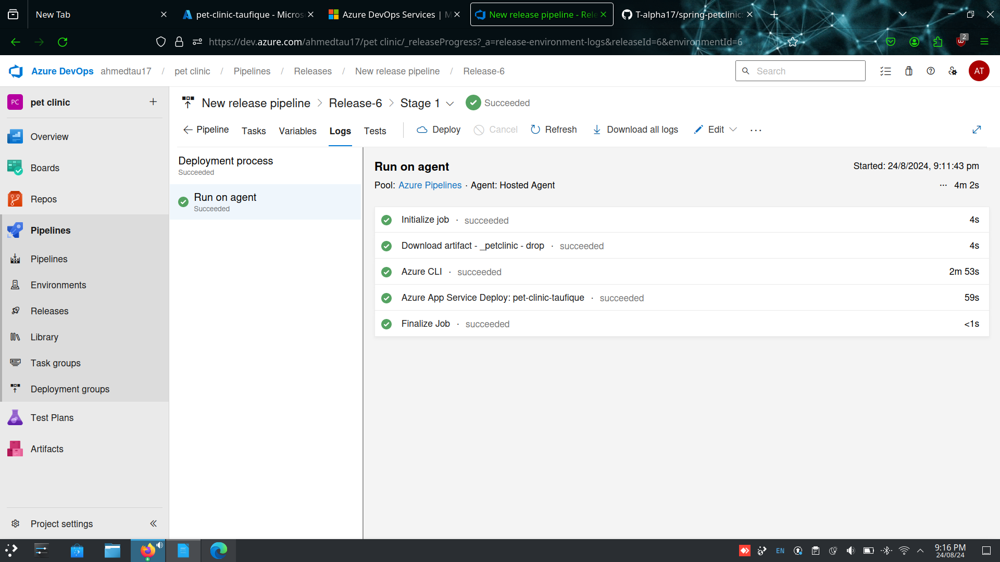 New Tab
pet-clinic-taufique - Micros
Azure DevOps Services | M
New release pipeline - Rele
T-alpha17/spring-petclinic:
https://dev.azure.com/ahmedtau17/pet clinic/_releaseProgress?_a=release-environment-logs&releaseId=6&environmentId=6
2
Azure DevOps ahmedtau17 / pet clinic / Pipelines / Releases / New release pipeline / Release-6
Search
AT
PC pet clinic
Overview
Boards
Repos
Pipelines
Pipelines
Environments
Releases
Library
Task groups
Deployment groups
Test Plans
Artifacts
Project settings
New release pipeline > Release-6 > Stage 1 Succeeded
Pipeline Tasks Variables Logs Tests Deploy Cancel Refresh Download all logs Edit
Deployment process
Succeeded
Run on agent
Succeeded
Run on agent
Started: 24/8/2024, 9:11:43 pm
Pool: Azure Pipelines · Agent: Hosted Agent
··· 4m 2s
Initialize job · succeeded 4s
Download artifact - _petclinic - drop · succeeded 4s
Azure CLI · succeeded 2m 53s
Azure App Service Deploy: pet-clinic-taufique · succeeded 59s
Finalize Job · succeeded <1s
EN
9:16 PM
24/08/24